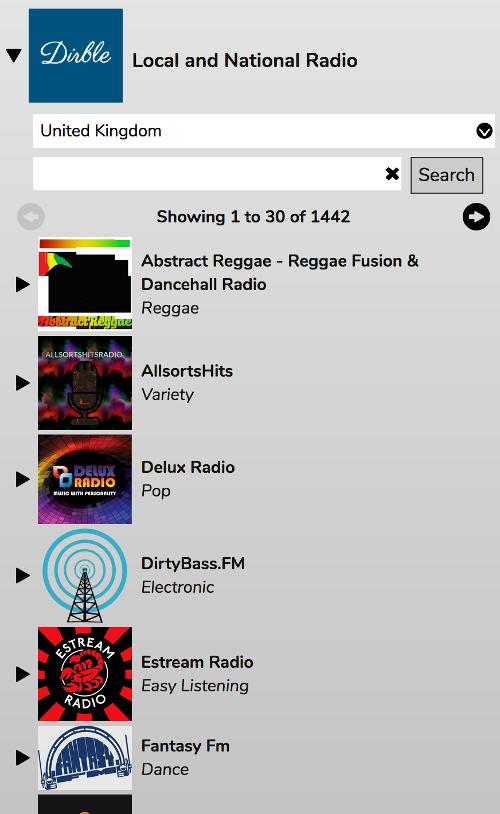 Dirble
Local and National Radio
United Kingdom
Search
Showing 1 to 30 of 1442
Abstract Reggae - Reggae Fusion &
Dancehall Radio
Reggae
AbstractReggae
ALLSORTSHITSRADIO.
AllsortsHits
Variety
DELUX
RADIO
MUSIC WITH PERSONALITY
Delux Radio
Pop
DirtyBass.FM
Electronic
ESTREAM
RADIO
Estream Radio
Easy Listening
FANTASY
Fantasy Fm
Dance